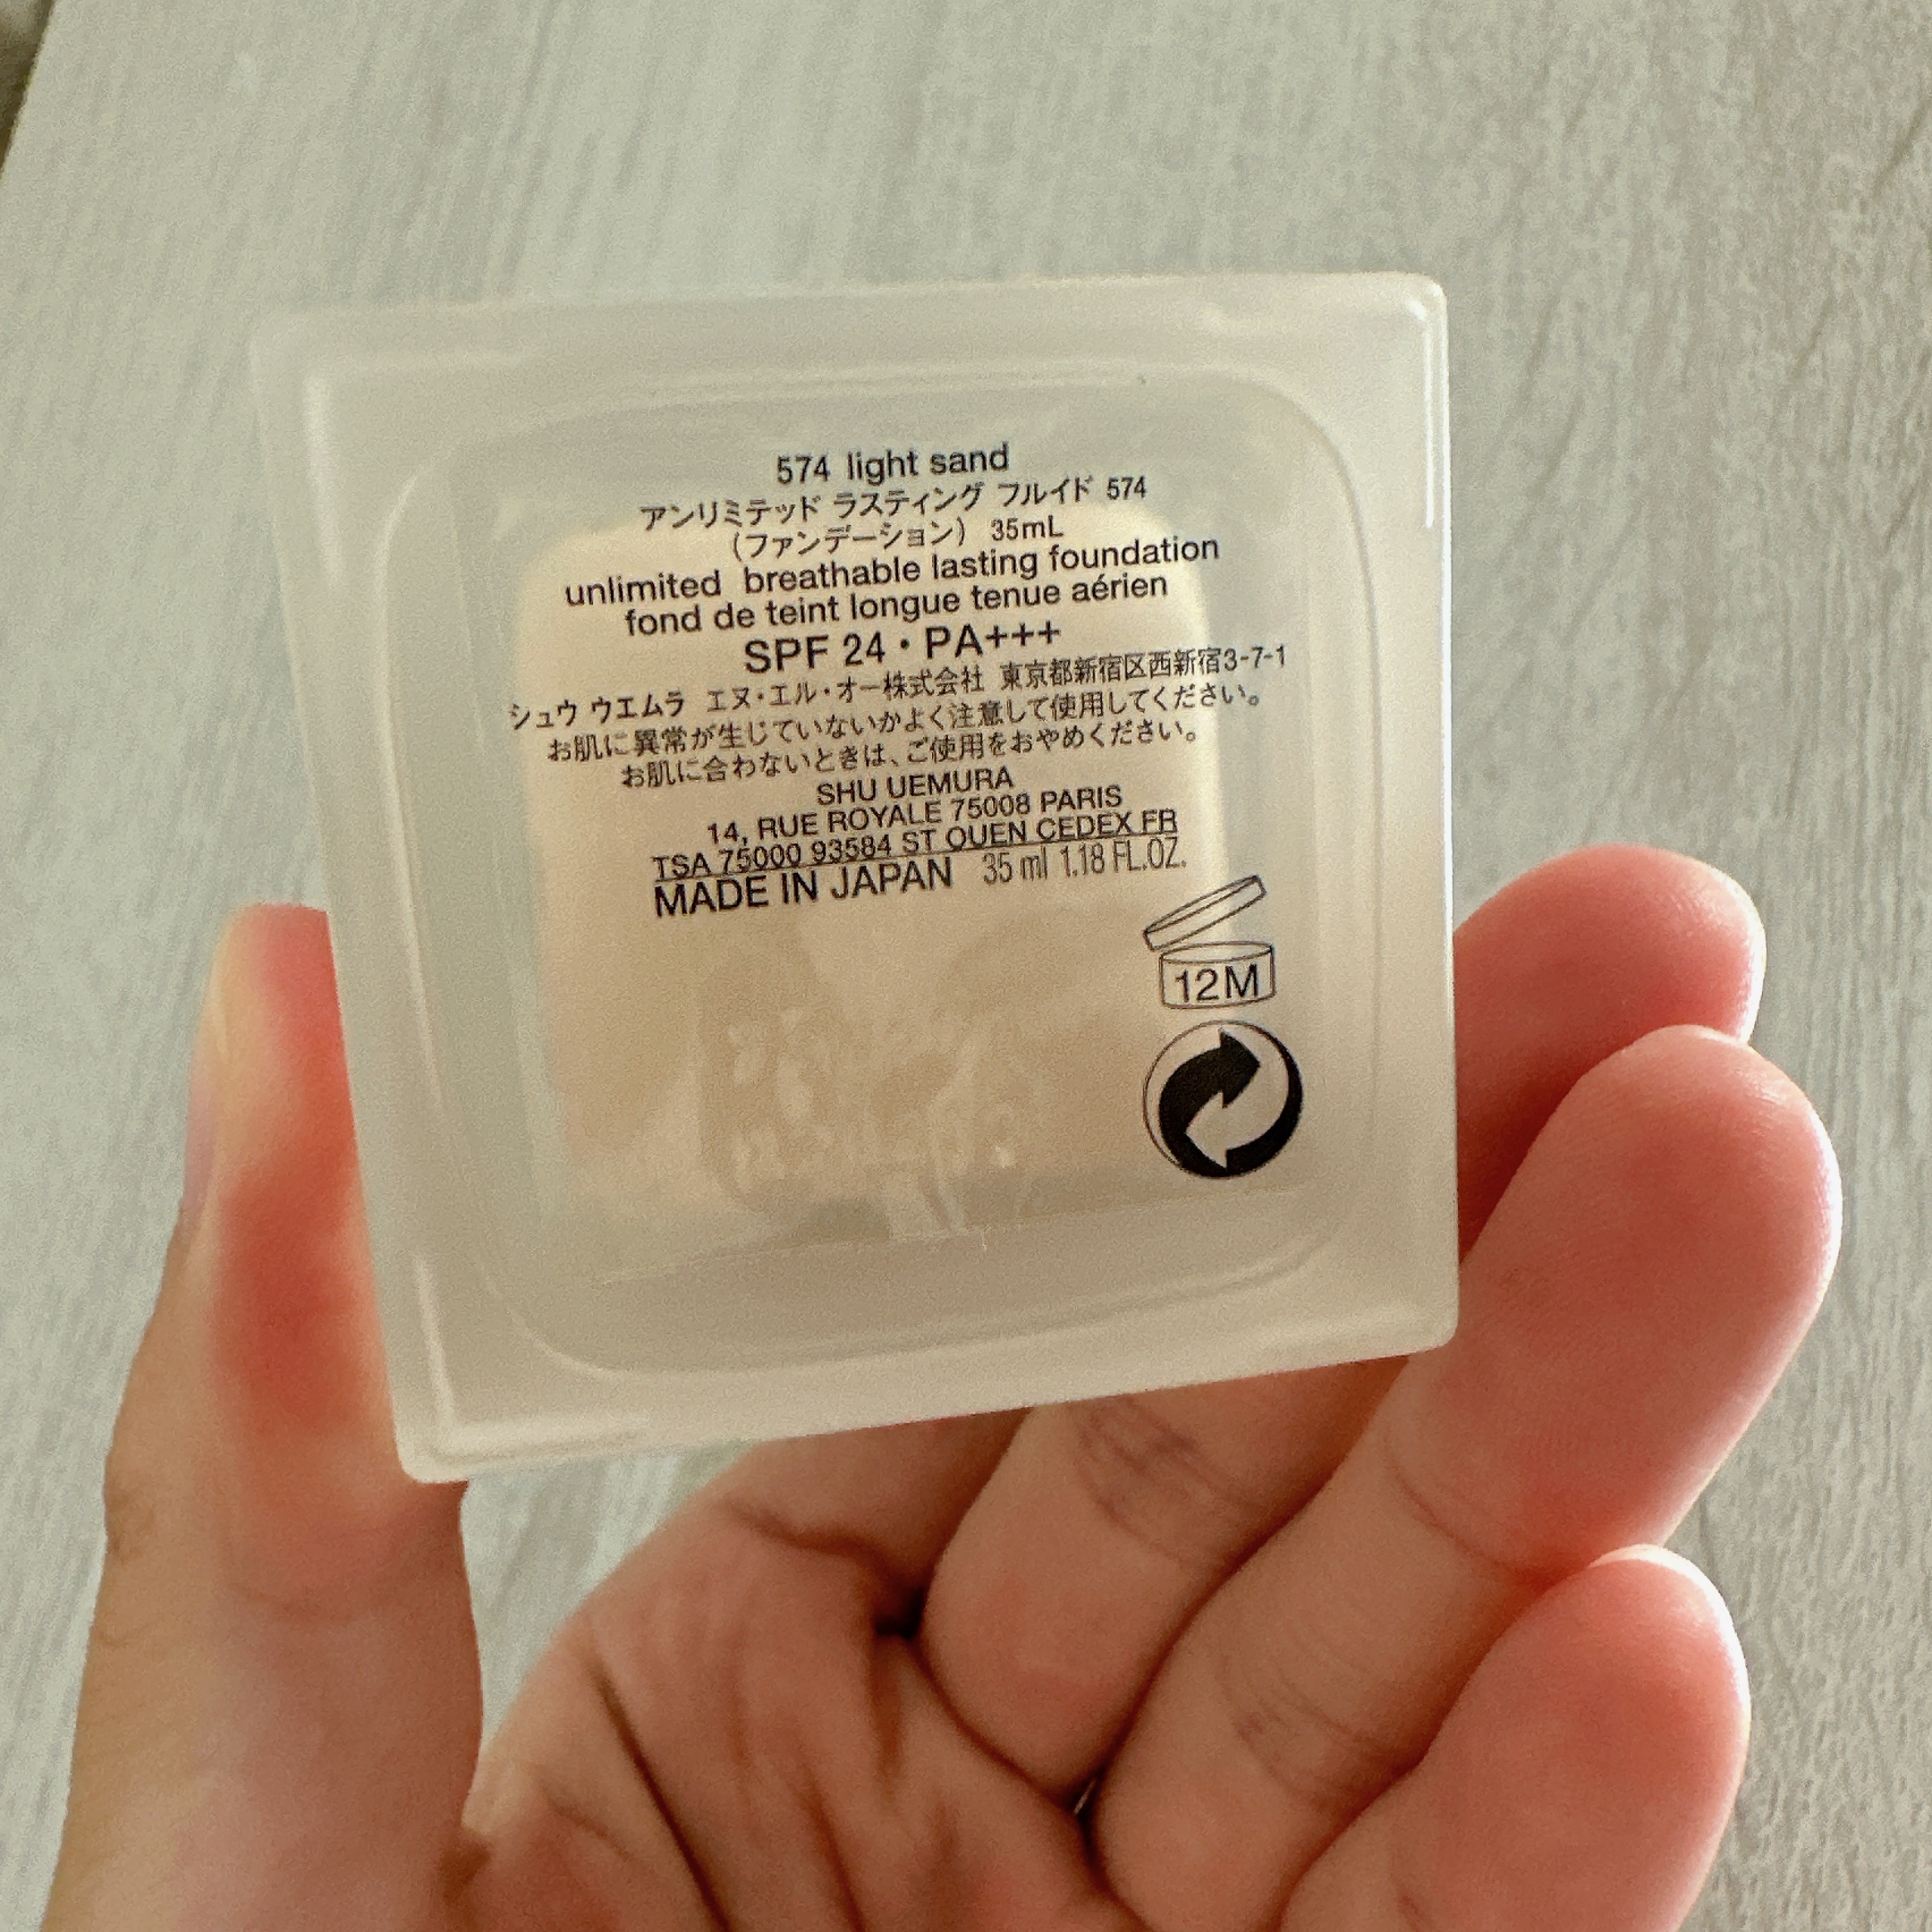 574 light sand
アンリミテッド ラスティング フルイド 574
(ファンデーション) 35mL
unlimited breathable lasting foundation
fond de teint longue tenue aérien
SPF 24・PA+++
シュウ ウエムラ エヌ・エル・オー株式会社 東京都新宿区西新宿3-7-1
お肌に異常が生じていないかよく注意して使用してください。
お肌に合わないときは、ご使用をおやめください。
SHU UEMURA
14, RUE ROYALE 75008 PARIS
TSA 75000 93584 ST OUEN CEDEX FR
MADE IN JAPAN 35 ml 1.18 FL.OZ.
12M